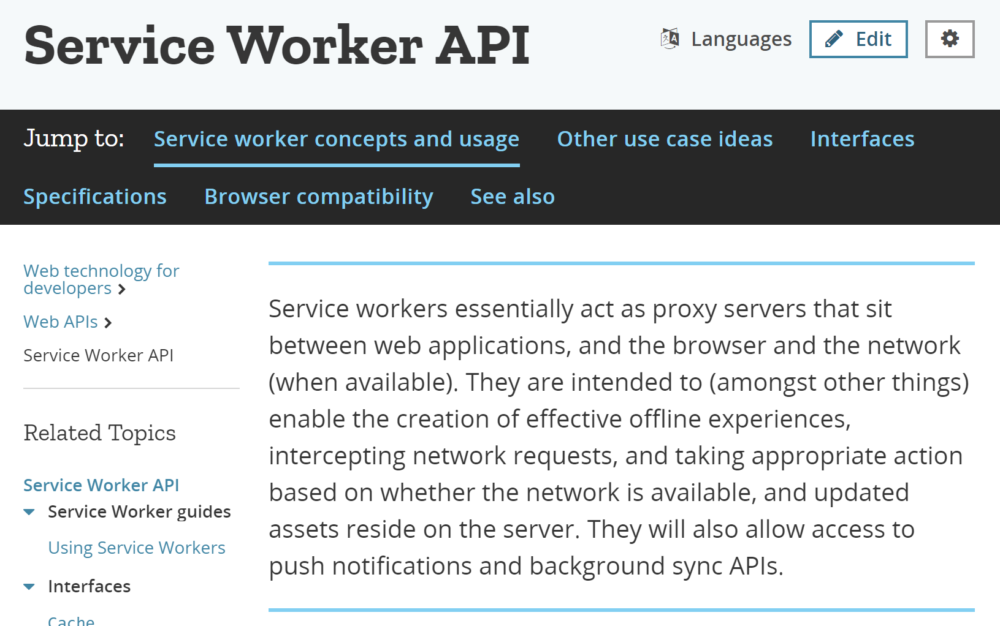 Service Worker API
Languages
Edit
Jump to:
Service worker concepts and usage
Other use case ideas
Interfaces
Specifications
Browser compatibility
See also
Web technology for
developers
Web APIs
Service Worker API
Related Topics
Service Worker API
Service Worker guides
Using Service Workers
Interfaces
Cache
Service workers essentially act as proxy servers that sit
between web applications, and the browser and the network
(when available). They are intended to (amongst other things)
enable the creation of effective offline experiences,
intercepting network requests, and taking appropriate action
based on whether the network is available, and updated
assets reside on the server. They will also allow access to
push notifications and background sync APIs.